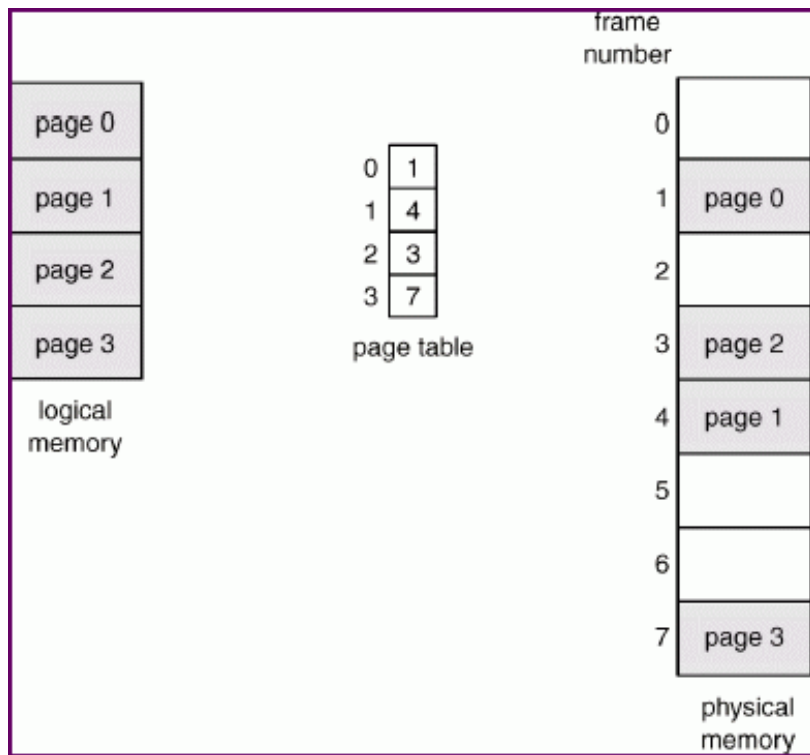 page 0
page 1
page 2
page 3
logical
memory
0 1
1 4
2 3
3 7
page table
frame
number
0
1 page 0
2
3 page 2
4 page 1
5
6
7 page 3
physical
memory